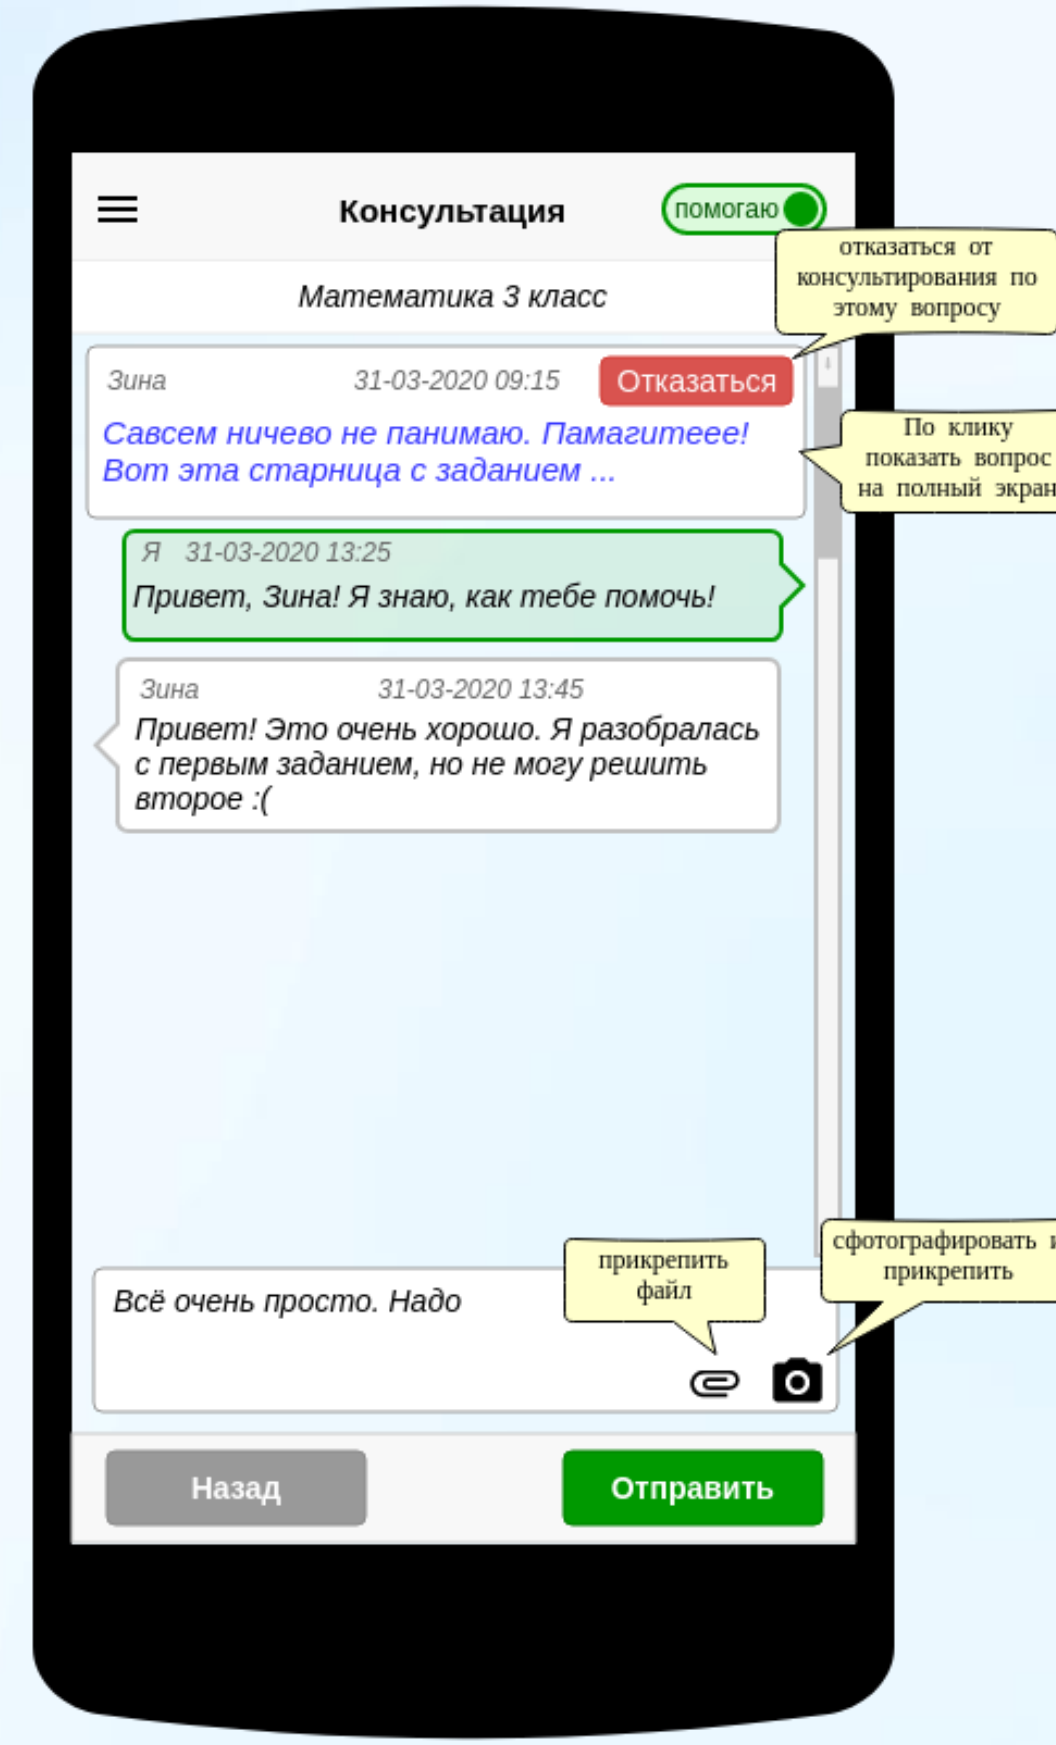 Консультация
помогаю
отказаться от
консультирования по
этому вопросу
Математика 3 класс
Зина 31-03-2020 09:15 Отказаться
Савсем ничево не панимаю. Памагитеее!
Вот эта старница с заданием ...
По клику
показать вопрос
на полный экран
Я 31-03-2020 13:25
Привет, Зина! Я знаю, как тебе помочь!
Зина 31-03-2020 13:45
Привет! Это очень хорошо. Я разобралась
с первым заданием, но не могу решить
второе :(
сфотографировать и
прикрепить
прикрепить
файл
Всё очень просто. Надо
Назад
Отправить